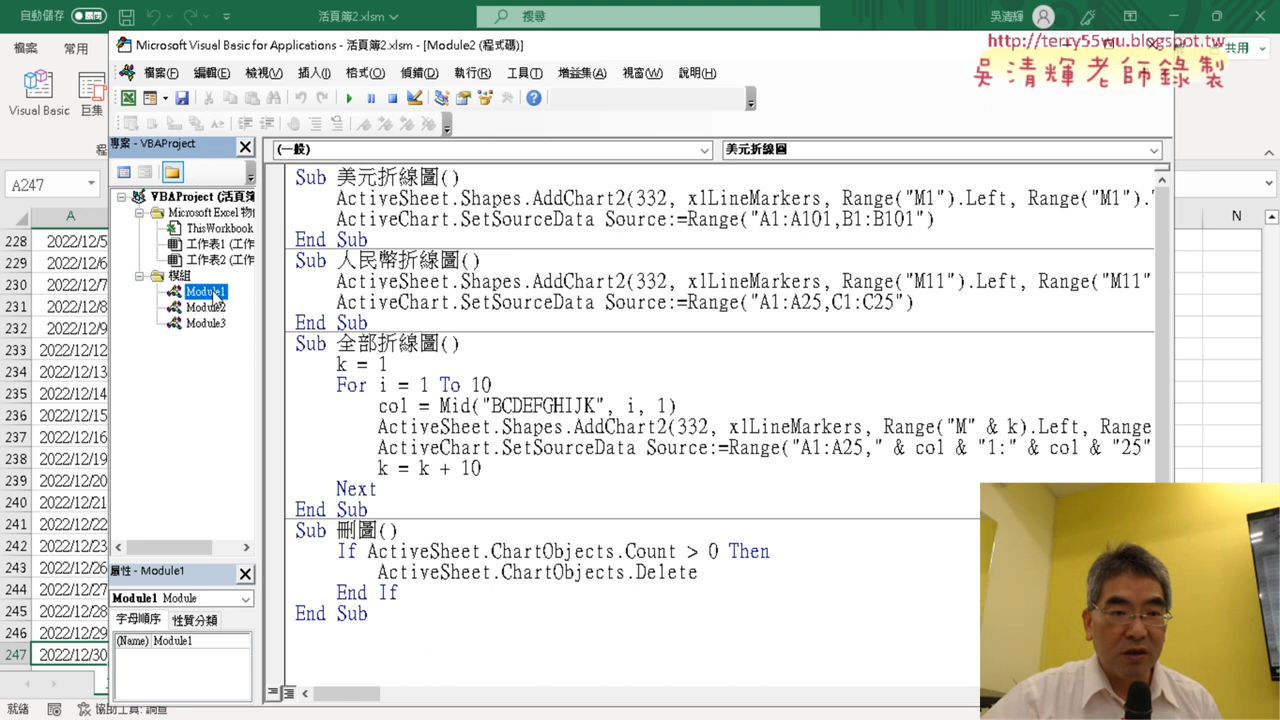 自動儲存
活頁簿2.xlsm
搜尋
吳清輝
http://terry55wu.blogspot.tw
吳清輝老師錄製
檔案
常用
共用
Visual Basic
巨集
Microsoft Visual Basic for Applications - 活頁簿2.xlsm - [Module2 (程式碼)]
檔案(F) 編輯(E) 檢視(V) 插入(I) 格式(O) 偵錯(D) 執行(R) 工具(T) 增益集(A) 視窗(W) 說明(H)
專案 - VBAProject
VBAProject (活頁簿
Microsoft Excel 物件
ThisWorkbook
工作表1 (工作
工作表2 (工作
模組
Module1
Module2
Module3
屬性 - Module1
Module1 Module
字母順序 性質分類
(Name) Module1
(一般)
美元折線圖
Sub 美元折線圖()
ActiveSheet.Shapes.AddChart2(332, xlLineMarkers, Range("M1").Left, Range("M1").
ActiveChart.SetSourceData Source:=Range("A1:A101,B1:B101")
End Sub
Sub 人民幣折線圖()
ActiveSheet.Shapes.AddChart2(332, xlLineMarkers, Range("M11").Left, Range("M11"
ActiveChart.SetSourceData Source:=Range("A1:A25,C1:C25")
End Sub
Sub 全部折線圖()
k = 1
For i = 1 To 10
col = Mid("BCDEFGHIJK", i, 1)
ActiveSheet.Shapes.AddChart2(332, xlLineMarkers, Range("M" & k).Left, Range
ActiveChart.SetSourceData Source:=Range("A1:A25," & col & "1:" & col & "25"
k = k + 10
Next
End Sub
Sub 刪圖()
If ActiveSheet.ChartObjects.Count > 0 Then
ActiveSheet.ChartObjects.Delete
End If
End Sub
A247
A
N
228 2022/12/5
229 2022/12/6
230 2022/12/7
231 2022/12/8
232 2022/12/9
233 2022/12/12
234 2022/12/13
235 2022/12/14
236 2022/12/15
237 2022/12/16
238 2022/12/19
239 2022/12/20
240 2022/12/21
241 2022/12/22
242 2022/12/23
243 2022/12/26
244 2022/12/27
245 2022/12/28
246 2022/12/29
247 2022/12/30
就緒
協助工具: 調查